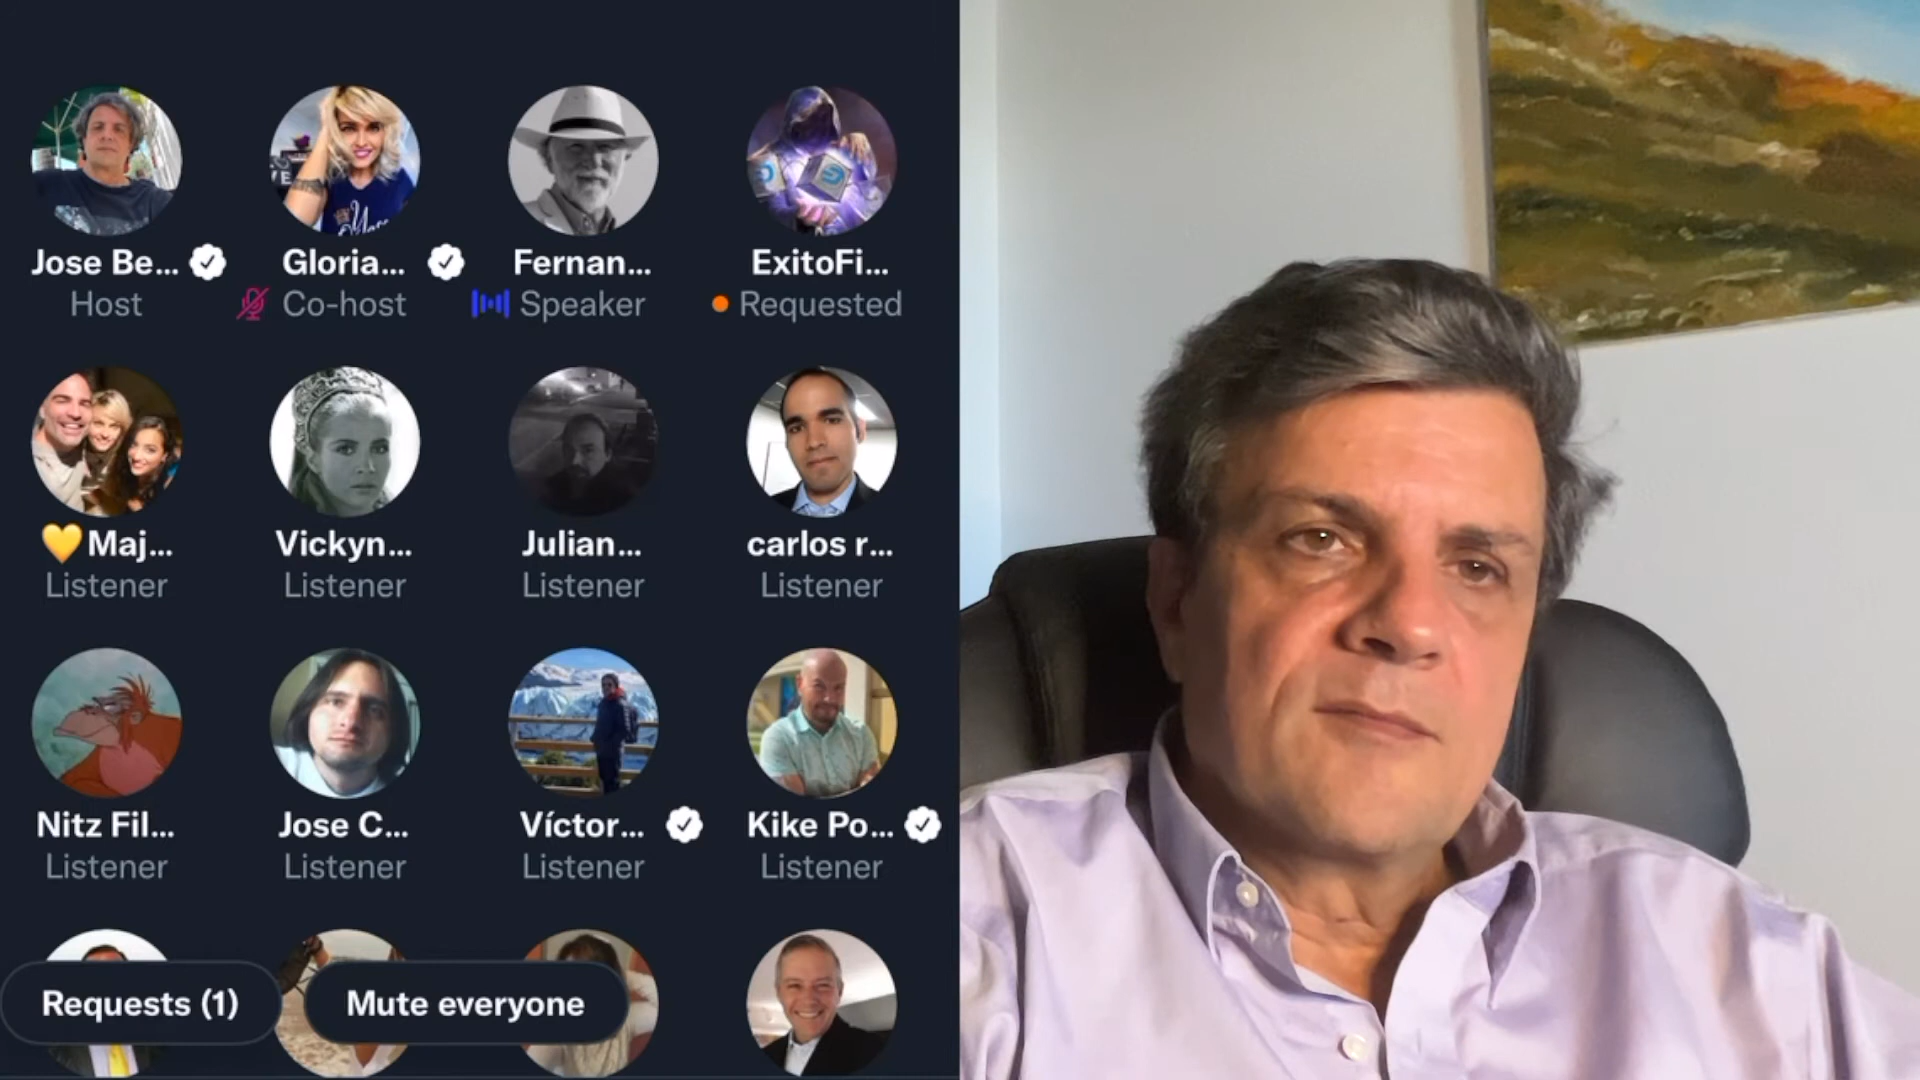 Jose Be... Gloria... Fernan... ExitoFi...
Host Co-host Speaker Requested
💛Maj... Vickyn... Julian... carlos r...
Listener Listener Listener Listener
Nitz Fil... Jose C... Víctor... Kike Po...
Listener Listener Listener Listener
Requests (1) Mute everyone